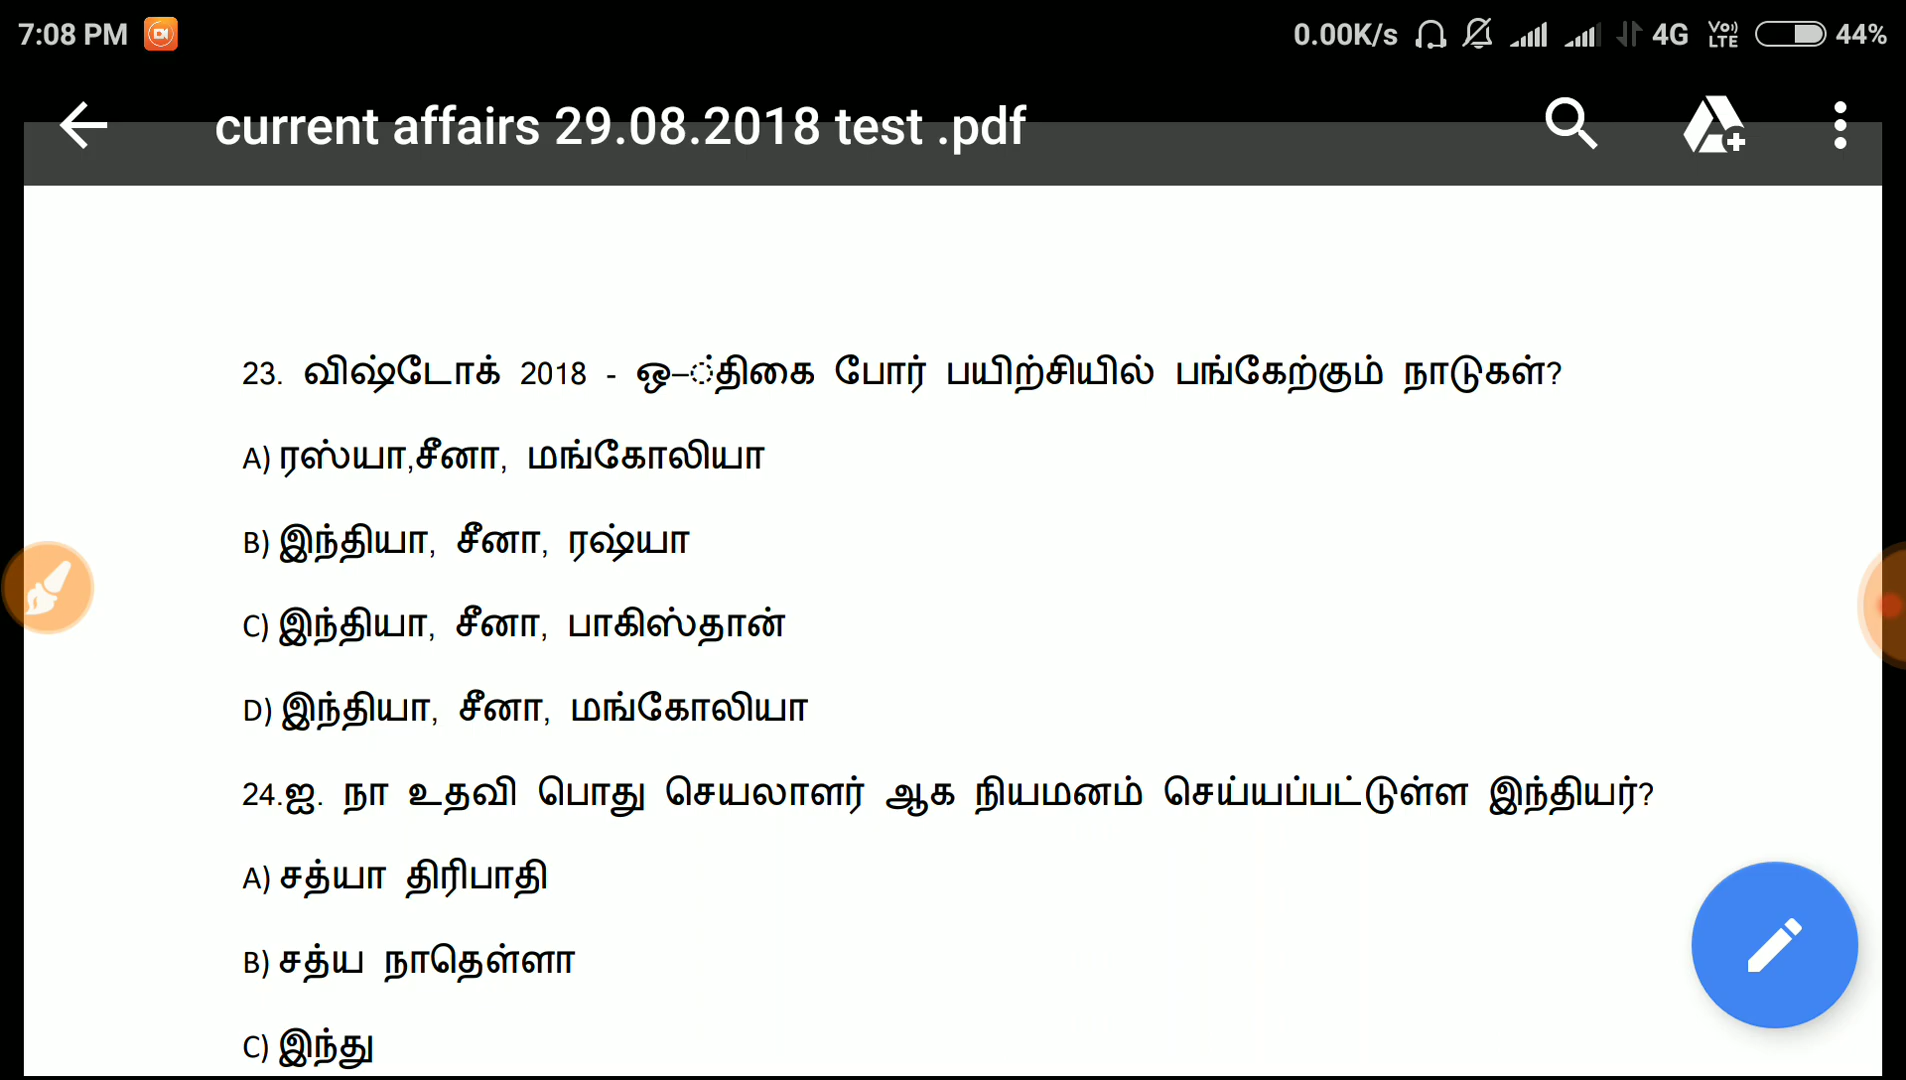 7:08 PM 0.00K/s 4G VoLTE 44%
current affairs 29.08.2018 test .pdf
23. விஷ்டோக் 2018 - ஒ–்திகை போர் பயிற்சியில் பங்கேற்கும் நாடுகள்?
A) ரஸ்யா,சீனா, மங்கோலியா
B) இந்தியா, சீனா, ரஷ்யா
C) இந்தியா, சீனா, பாகிஸ்தான்
D) இந்தியா, சீனா, மங்கோலியா
24.ஐ. நா உதவி பொது செயலாளர் ஆக நியமனம் செய்யப்பட்டுள்ள இந்தியர்?
A) சத்யா திரிபாதி
B) சத்ய நாதெள்ளா
C) இந்து